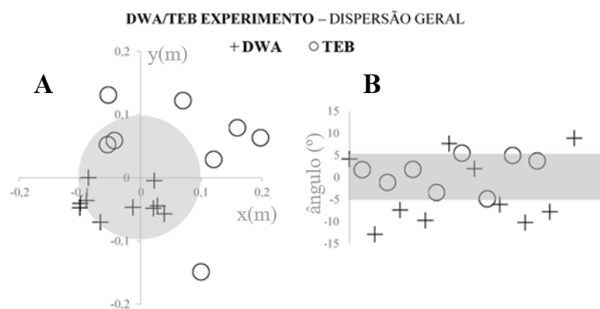 DWA/TEB EXPERIMENTO – DISPERSÃO GERAL
+ DWA ○ TEB
A
y(m)
x(m)
0,2
0,1
0
-0,1
-0,2
-0,2 -0,1 0 0,1 0,2
B
ângulo (º)
15
10
5
0
-5
-10
-15